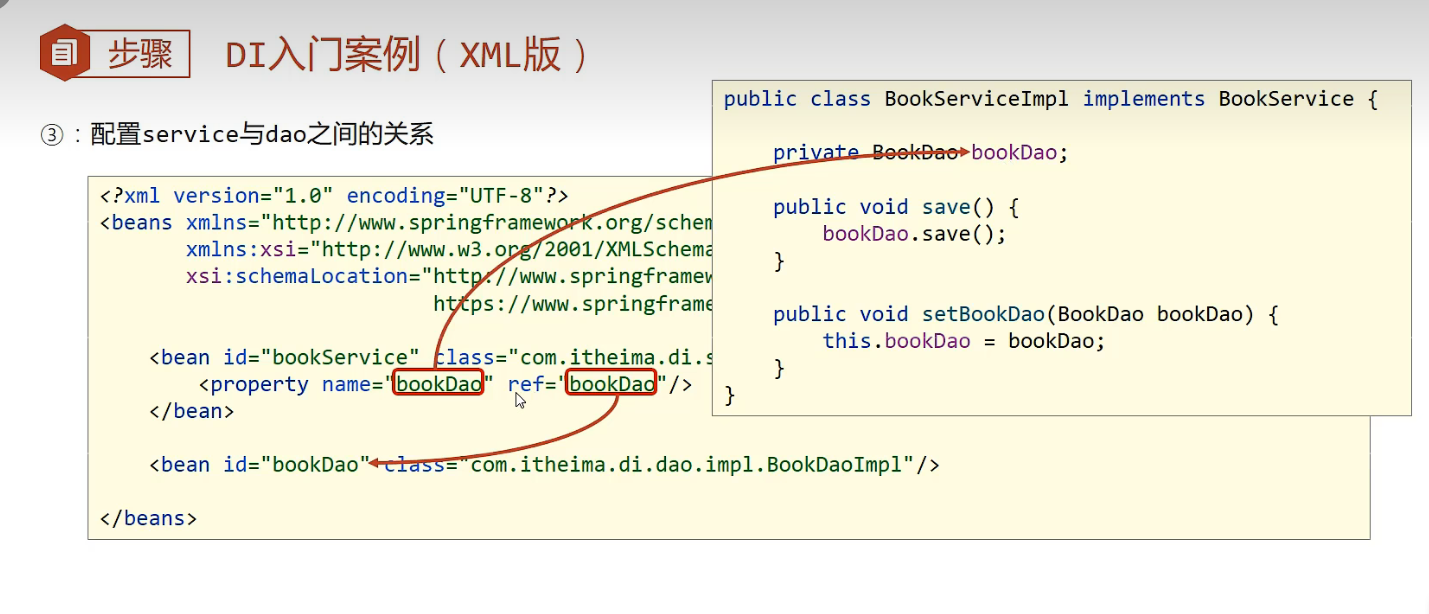 步骤
DI入门案例（XML版）
③：配置service与dao之间的关系
<?xml version="1.0" encoding="UTF-8"?>
<beans xmlns="http://www.springframework.org/schem
xmlns:xsi="http://www.w3.org/2001/XMLSchema
xsi:schemaLocation="http://www.springframew
https://www.springframe
<bean id="bookService" class="com.itheima.di.s
<property name="bookDao" ref="bookDao"/>
</bean>
<bean id="bookDao" class="com.itheima.di.dao.impl.BookDaoImpl"/>
</beans>
public class BookServiceImpl implements BookService {
private BookDao bookDao;
public void save() {
bookDao.save();
}
public void setBookDao(BookDao bookDao) {
this.bookDao = bookDao;
}
}